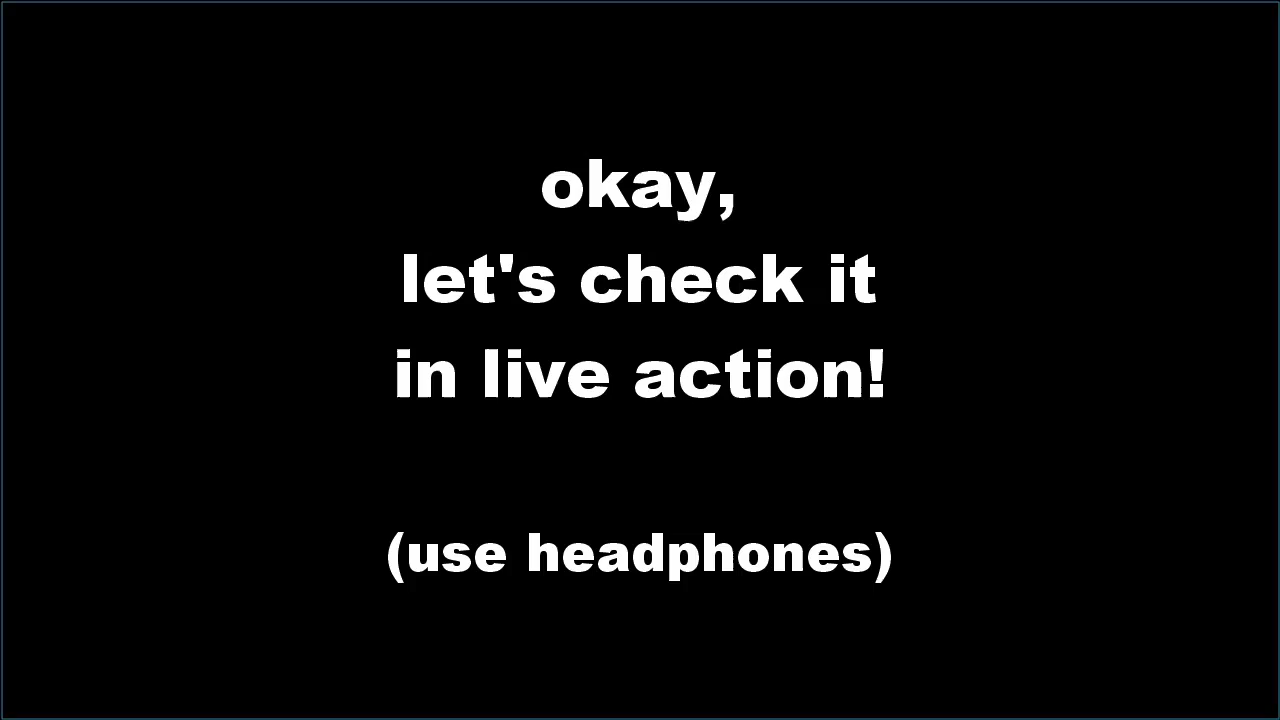 okay,
let's check it
in live action!
(use headphones)